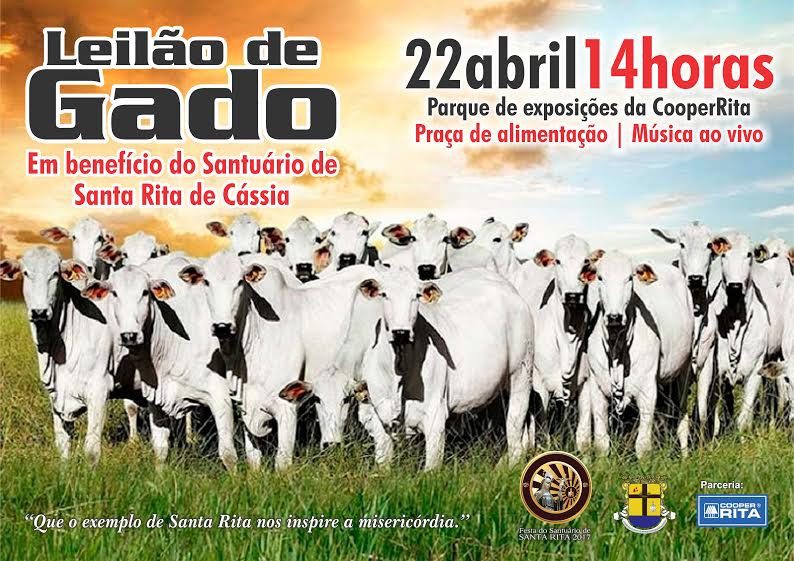 Leilão de
Gado
Em benefício do Santuário de
Santa Rita de Cássia
22abril14horas
Parque de exposições da CooperRita
Praça de alimentação | Música ao vivo
"Que o exemplo de Santa Rita nos inspire a misericórdia."
Festa do Santuário de
SANTA RITA 2017
Parceria:
COOPER®
RITA